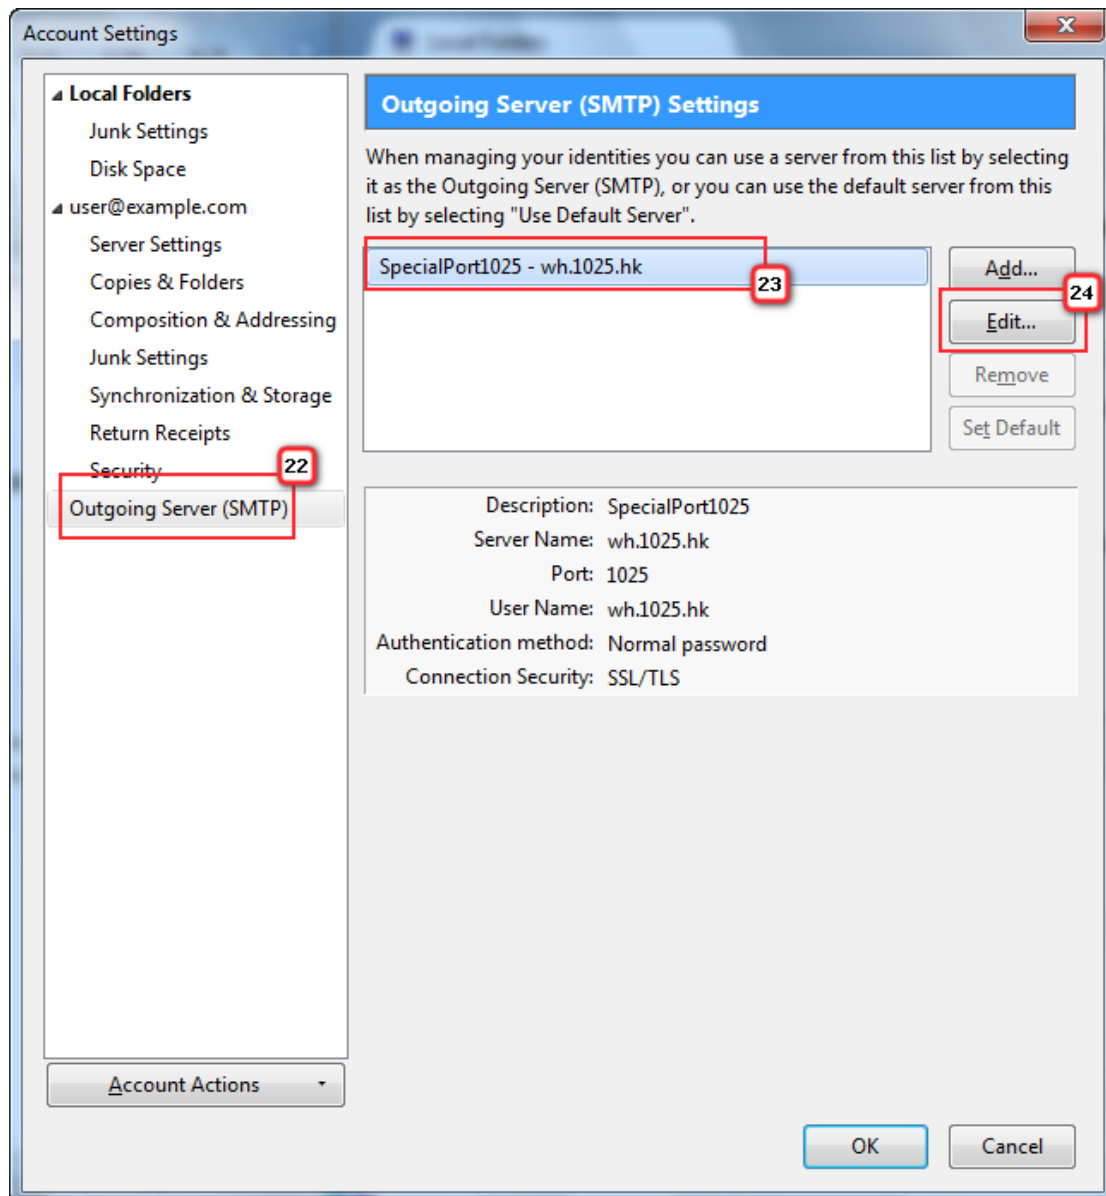 Account Settings
X
Local Folders
Junk Settings
Disk Space
user@example.com
Server Settings
Copies & Folders
Composition & Addressing
Junk Settings
Synchronization & Storage
Return Receipts
Security
22
Outgoing Server (SMTP)
Account Actions
Outgoing Server (SMTP) Settings
When managing your identities you can use a server from this list by selecting
it as the Outgoing Server (SMTP), or you can use the default server from this
list by selecting "Use Default Server".
SpecialPort1025 - wh.1025.hk
23
Add...
24
Edit...
Remove
Set Default
Description: SpecialPort1025
Server Name: wh.1025.hk
Port: 1025
User Name: wh.1025.hk
Authentication method: Normal password
Connection Security: SSL/TLS
OK
Cancel